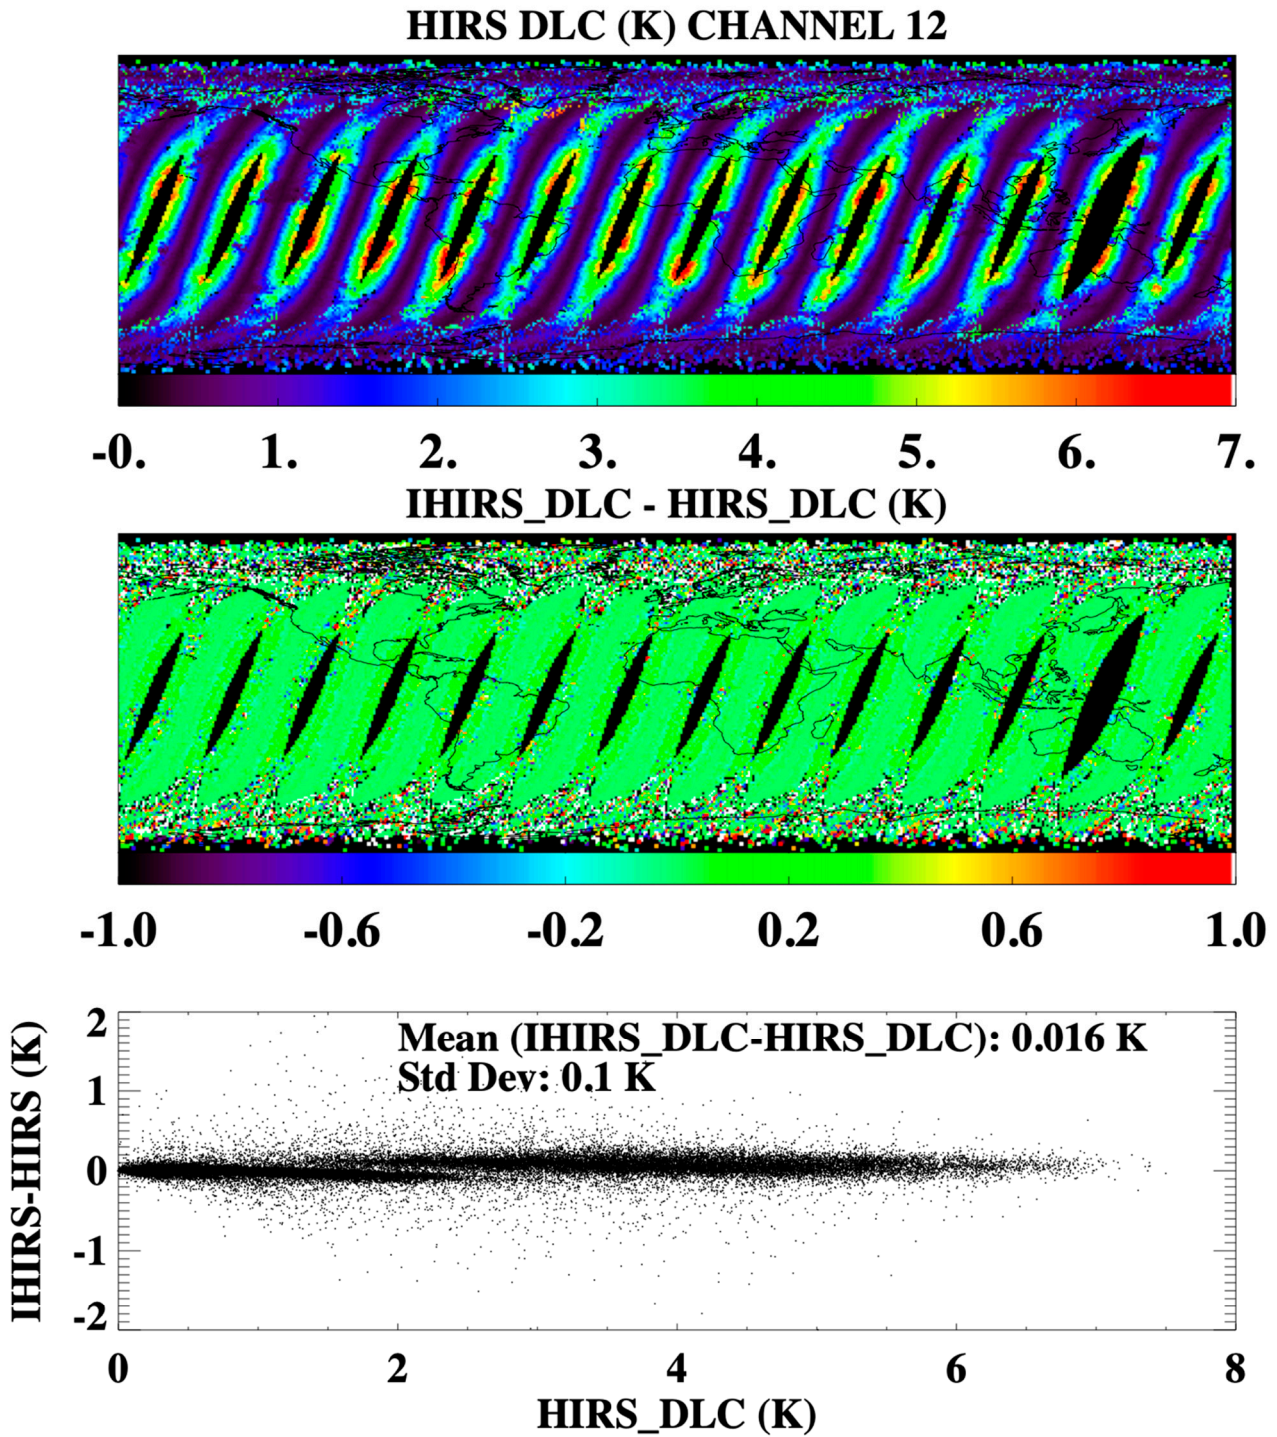 HIRS DLC (K) CHANNEL 12
-0. 1. 2. 3. 4. 5. 6. 7.
IHIRS_DLC - HIRS_DLC (K)
-1.0 -0.6 -0.2 0.2 0.6 1.0
Mean (IHIRS_DLC-HIRS_DLC): 0.016 K
Std Dev: 0.1 K
IHIRS-HIRS (K)
2
1
0
-1
-2
0 2 4 6 8
HIRS_DLC (K)